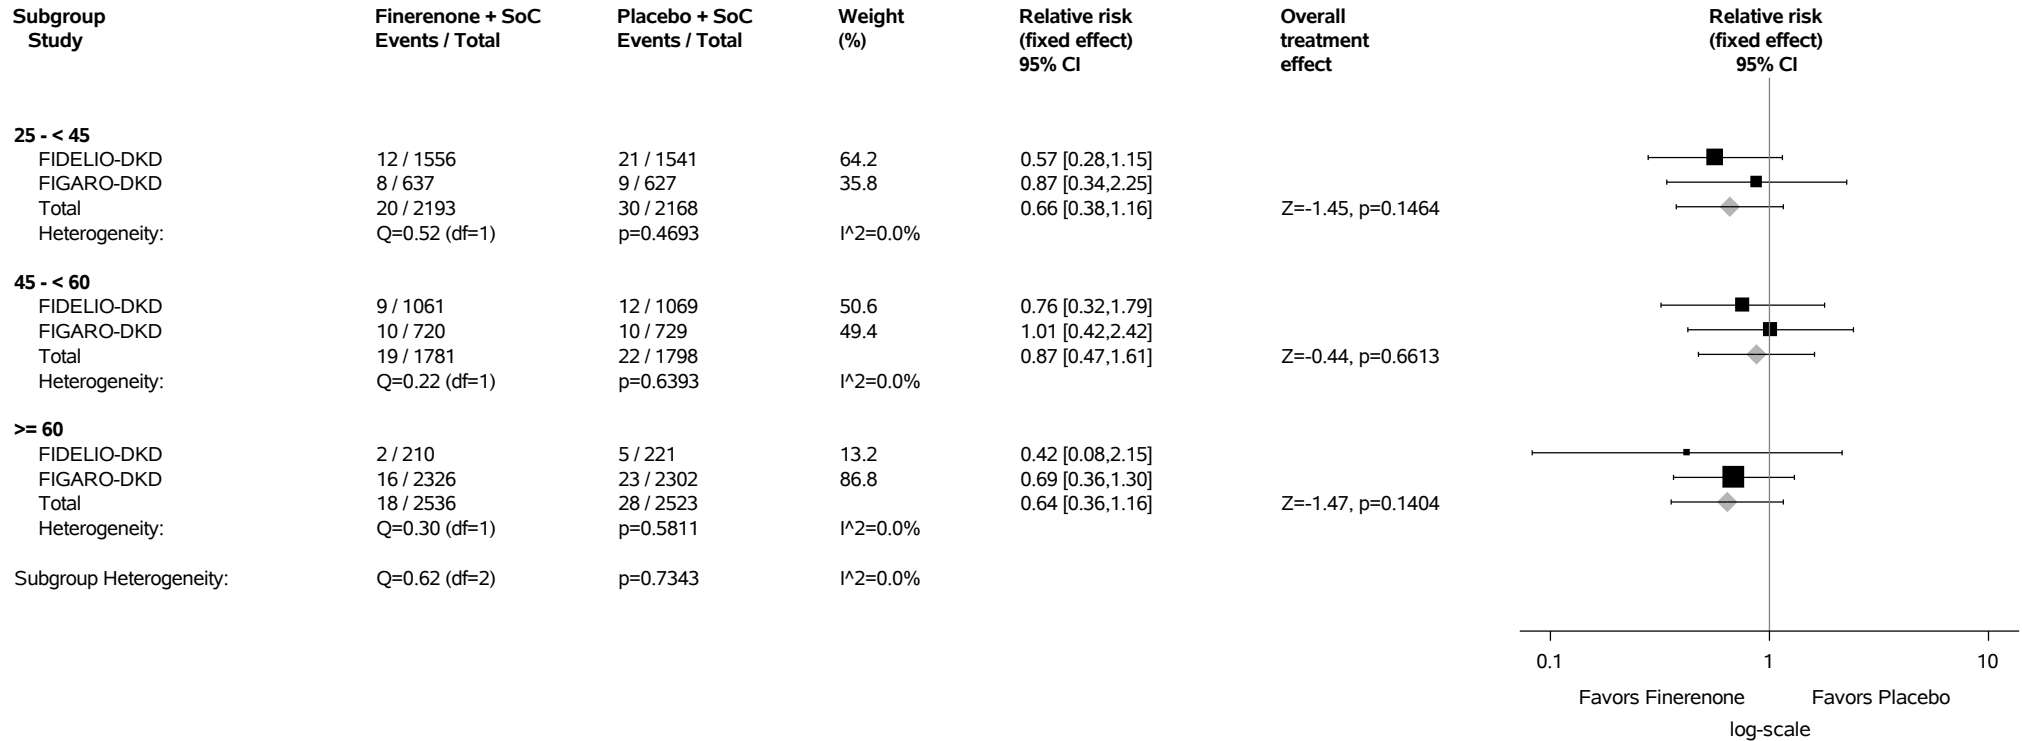 Subgroup Finerenone + SoC Placebo + SoC Weight Relative risk Overall Relative risk
Study Events / Total Events / Total (%) (fixed effect) treatment (fixed effect)
95% CI effect 95% CI
25 - < 45
FIDELIO-DKD 12 / 1556 21 / 1541 64.2 0.57 [0.28,1.15]
FIGARO-DKD 8 / 637 9 / 627 35.8 0.87 [0.34,2.25]
Total 20 / 2193 30 / 2168 0.66 [0.38,1.16] Z=-1.45, p=0.1464
Heterogeneity: Q=0.52 (df=1) p=0.4693 I^2=0.0%
45 - < 60
FIDELIO-DKD 9 / 1061 12 / 1069 50.6 0.76 [0.32,1.79]
FIGARO-DKD 10 / 720 10 / 729 49.4 1.01 [0.42,2.42]
Total 19 / 1781 22 / 1798 0.87 [0.47,1.61] Z=-0.44, p=0.6613
Heterogeneity: Q=0.22 (df=1) p=0.6393 I^2=0.0%
>= 60
FIDELIO-DKD 2 / 210 5 / 221 13.2 0.42 [0.08,2.15]
FIGARO-DKD 16 / 2326 23 / 2302 86.8 0.69 [0.36,1.30]
Total 18 / 2536 28 / 2523 0.64 [0.36,1.16] Z=-1.47, p=0.1404
Heterogeneity: Q=0.30 (df=1) p=0.5811 I^2=0.0%
Subgroup Heterogeneity: Q=0.62 (df=2) p=0.7343 I^2=0.0%
0.1 1 10
Favors Finerenone Favors Placebo
log-scale